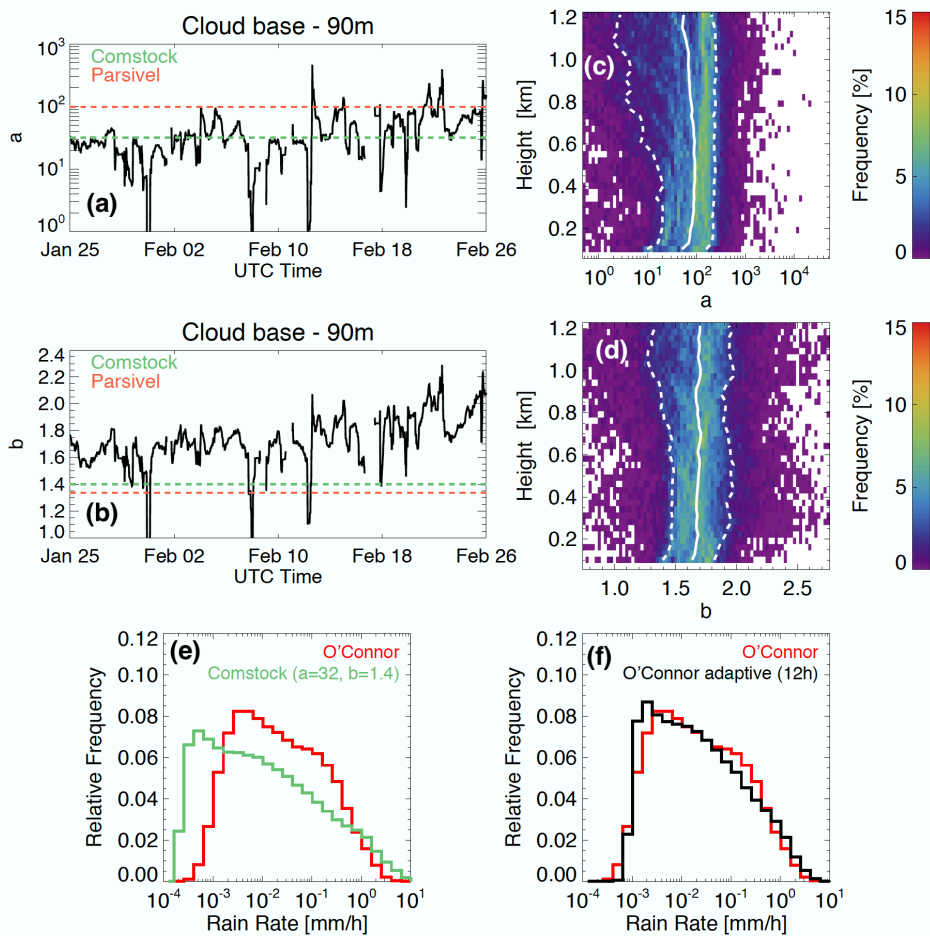 Cloud base - 90m
10³
10²
10¹
10⁰
a
Comstock
Parsivel
(a)
Jan 25
Feb 02
Feb 10
Feb 18
Feb 26
UTC Time
1.2
1.0
0.8
0.6
0.4
0.2
Height [km]
(c)
10⁰
10¹
10²
10³
10⁴
a
15
10
5
0
Frequency [%]
Cloud base - 90m
2.4
2.2
2.0
1.8
1.6
1.4
1.2
1.0
b
Comstock
Parsivel
(b)
Jan 25
Feb 02
Feb 10
Feb 18
Feb 26
UTC Time
1.2
1.0
0.8
0.6
0.4
0.2
Height [km]
(d)
1.0
1.5
2.0
2.5
b
15
10
5
0
Frequency [%]
0.12
0.10
0.08
0.06
0.04
0.02
0.00
Relative Frequency
(e)
O'Connor
Comstock (a=32, b=1.4)
10⁻⁴
10⁻³
10⁻²
10⁻¹
10⁰
10¹
Rain Rate [mm/h]
0.12
0.10
0.08
0.06
0.04
0.02
0.00
Relative Frequency
(f)
O'Connor
O'Connor adaptive (12h)
10⁻⁴
10⁻³
10⁻²
10⁻¹
10⁰
10¹
Rain Rate [mm/h]